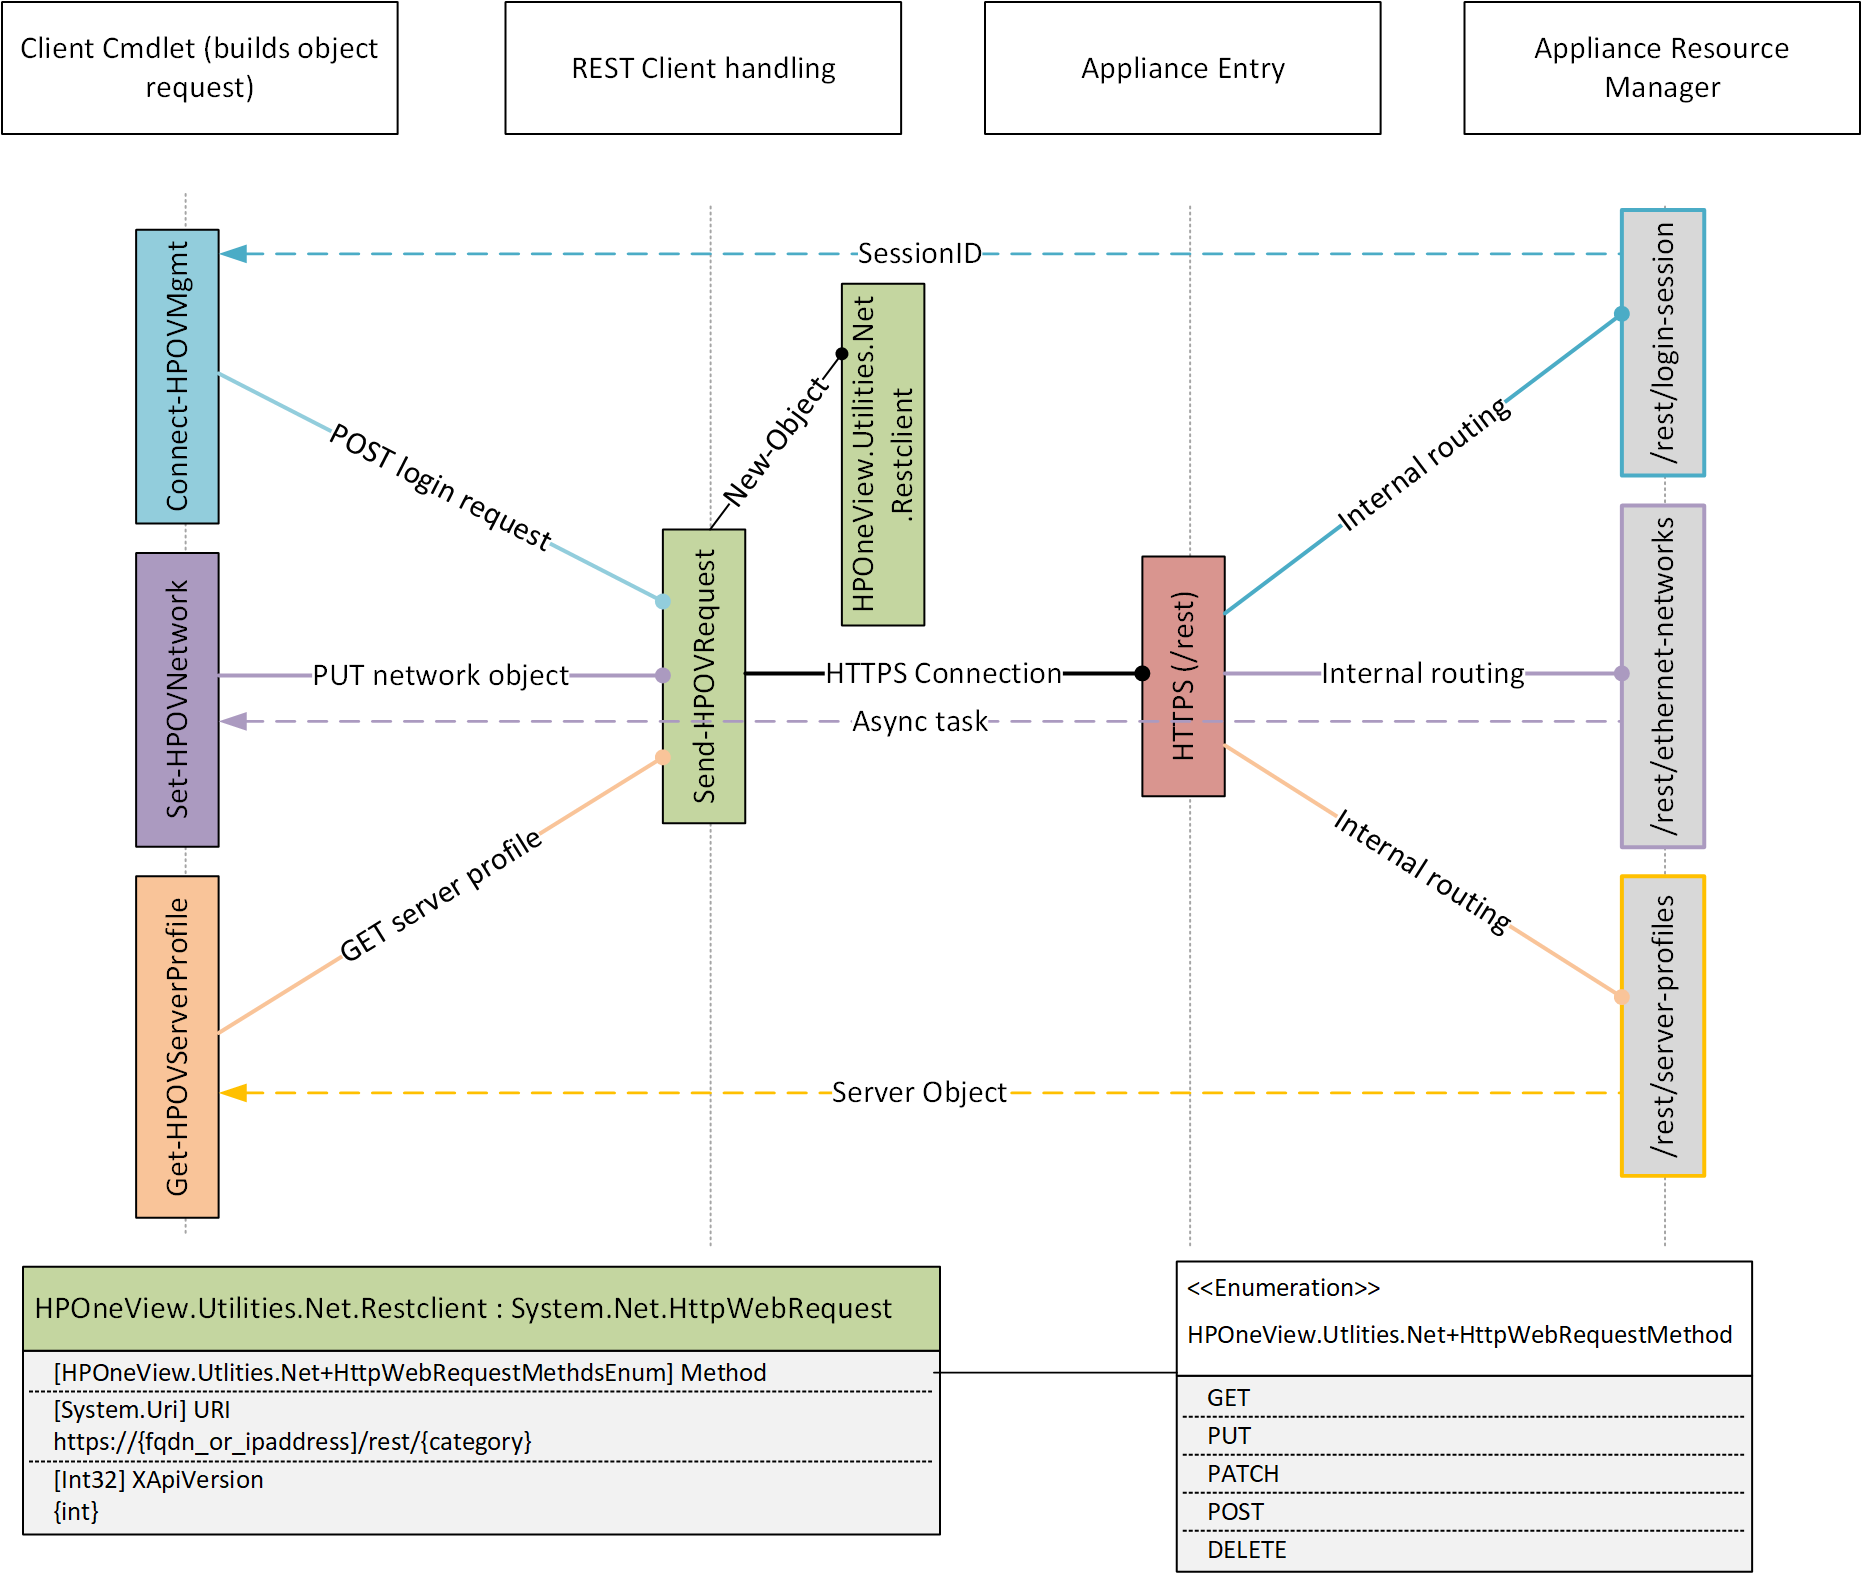 Client Cmdlet (builds object
request)
REST Client handling
Appliance Entry
Appliance Resource
Manager
Connect-HPOVMgmt
SessionID
/rest/login-session
HPOneView.Utilities.Net
.Restclient
New-Object
POST login request
Internal routing
Set-HPOVNetwork
PUT network object
Send-HPOVRequest
HTTPS Connection
HTTPS (/rest)
Internal routing
/rest/ethernet-networks
Async task
Get-HPOVServerProfile
GET server profile
Internal routing
/rest/server-profiles
Server Object
HPOneView.Utilities.Net.Restclient : System.Net.HttpWebRequest
[HPOneView.Utlities.Net+HttpWebRequestMethdsEnum] Method
[System.Uri] URI
https://{fqdn_or_ipaddress]/rest/{category}
[Int32] XApiVersion
{int}
<<Enumeration>>
HPOneView.Utlities.Net+HttpWebRequestMethod
GET
PUT
PATCH
POST
DELETE